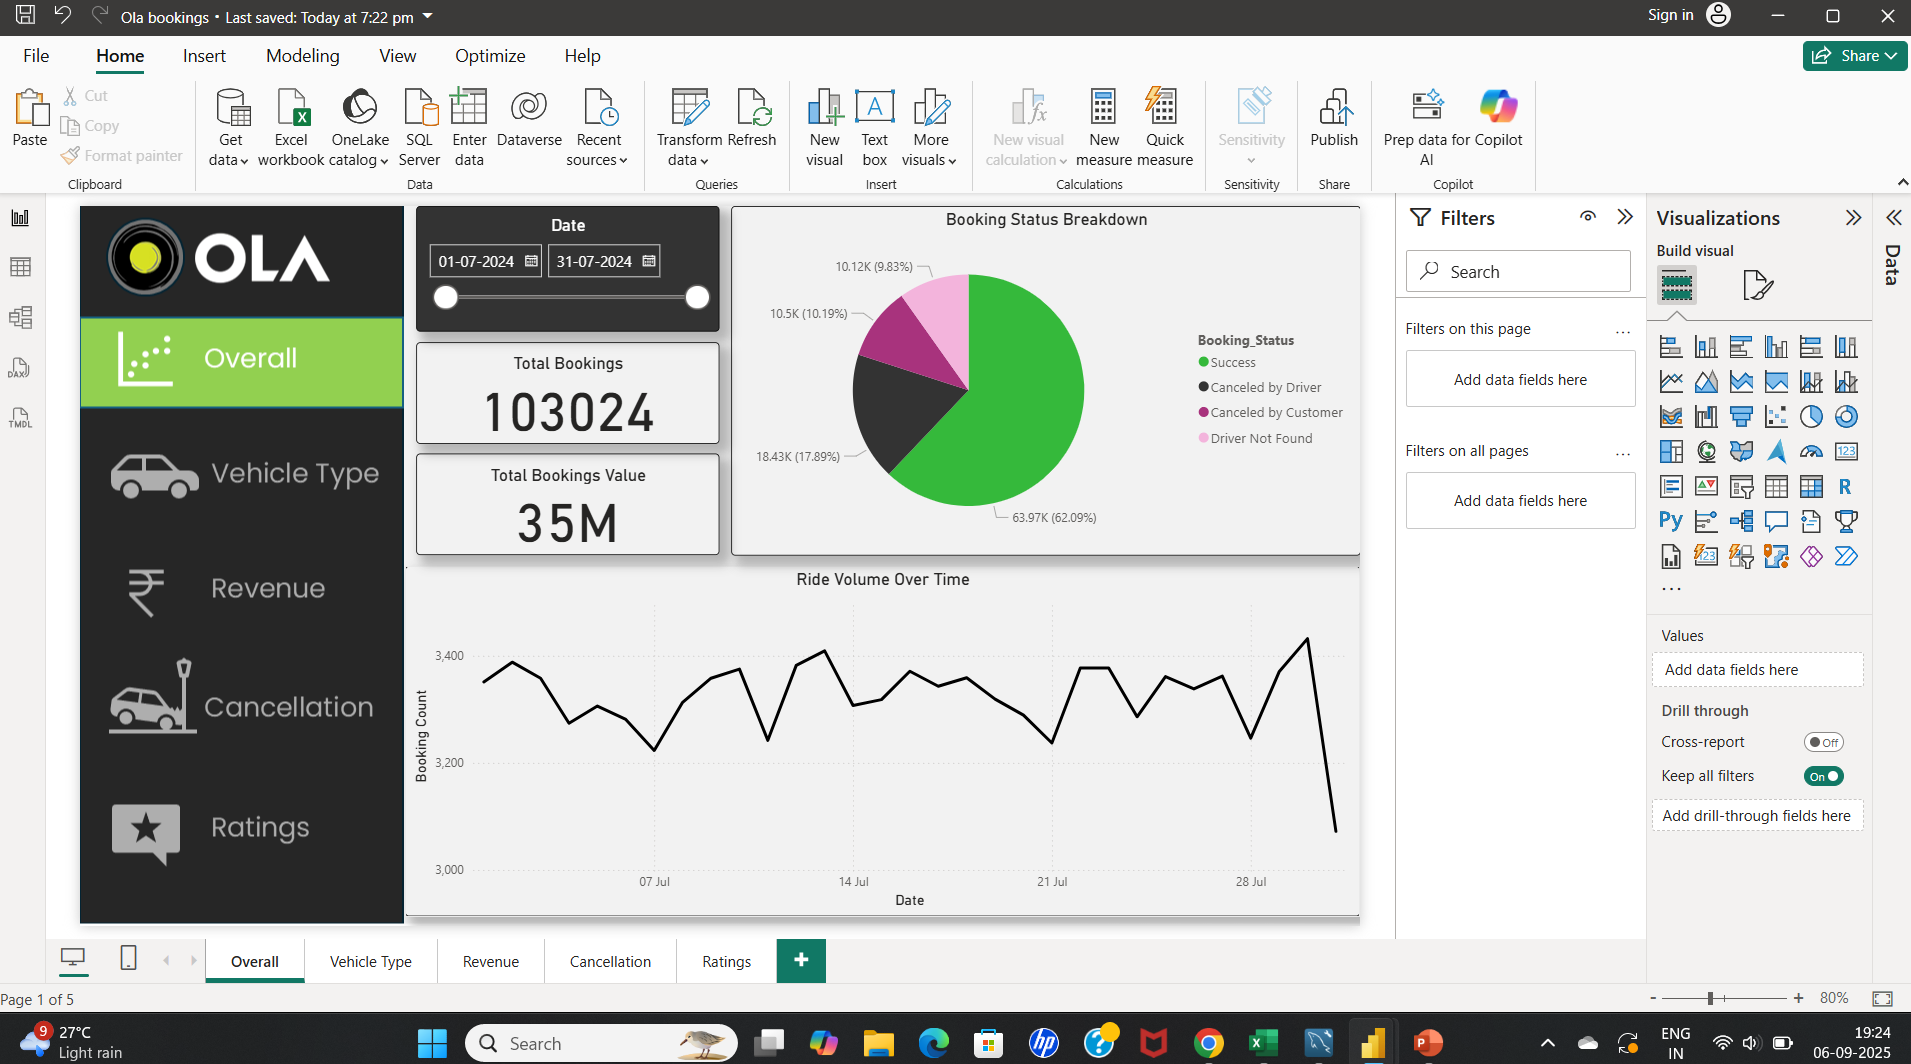 Ola bookings • Last saved: Today at 7:22 pm
Sign in
File Home Insert Modeling View Optimize Help
Share
Paste
Cut
Copy
Format painter
Clipboard
Get data
Excel workbook
OneLake catalog
SQL Server
Enter data
Dataverse
Recent sources
Data
Transform data
Refresh
Queries
New visual
Text box
More visuals
Insert
New visual calculation
New measure
Quick measure
Calculations
Sensitivity
Sensitivity
Publish
Share
Prep data for AI
Copilot
Copilot
DAX
TMDL
OLA
Overall
Vehicle Type
Revenue
Cancellation
Ratings
Date
01-07-2024
31-07-2024
Total Bookings
103024
Total Bookings Value
35M
Booking Status Breakdown
10.12K (9.83%)
10.5K (10.19%)
18.43K (17.89%)
63.97K (62.09%)
Booking_Status
Success
Canceled by Driver
Canceled by Customer
Driver Not Found
Ride Volume Over Time
Booking Count
3,400
3,200
3,000
07 Jul
14 Jul
21 Jul
28 Jul
Date
Filters
Search
Filters on this page
...
Add data fields here
Filters on all pages
...
Add data fields here
Visualizations
Build visual
123
R
Py
123
...
Values
Add data fields here
Drill through
Cross-report
Off
Keep all filters
On
Add drill-through fields here
Data
Overall
Vehicle Type
Revenue
Cancellation
Ratings
+
Page 1 of 5
- + 80%
9
27°C
Light rain
Search
hp
ENG
IN
19:24
06-09-2025